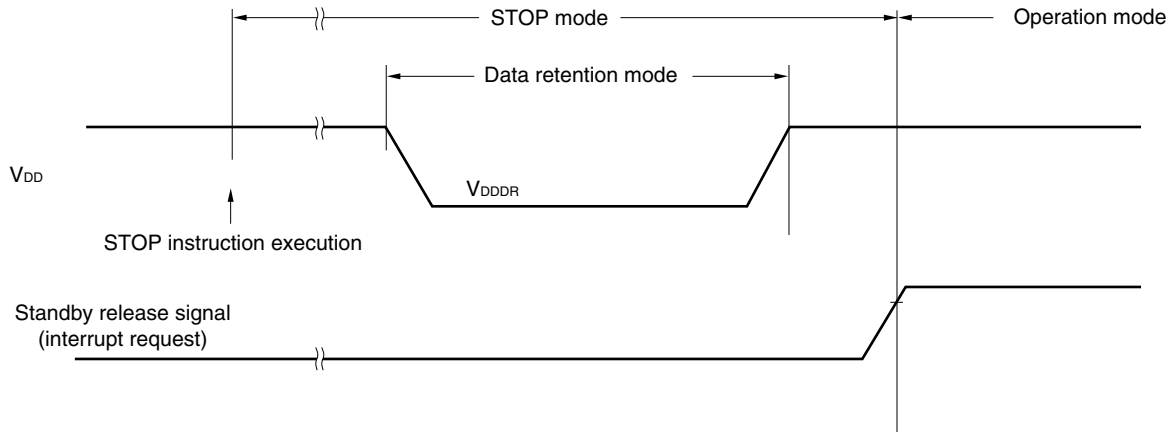 STOP mode
Operation mode
Data retention mode
VDD
VDDDR
STOP instruction execution
Standby release signal
(interrupt request)